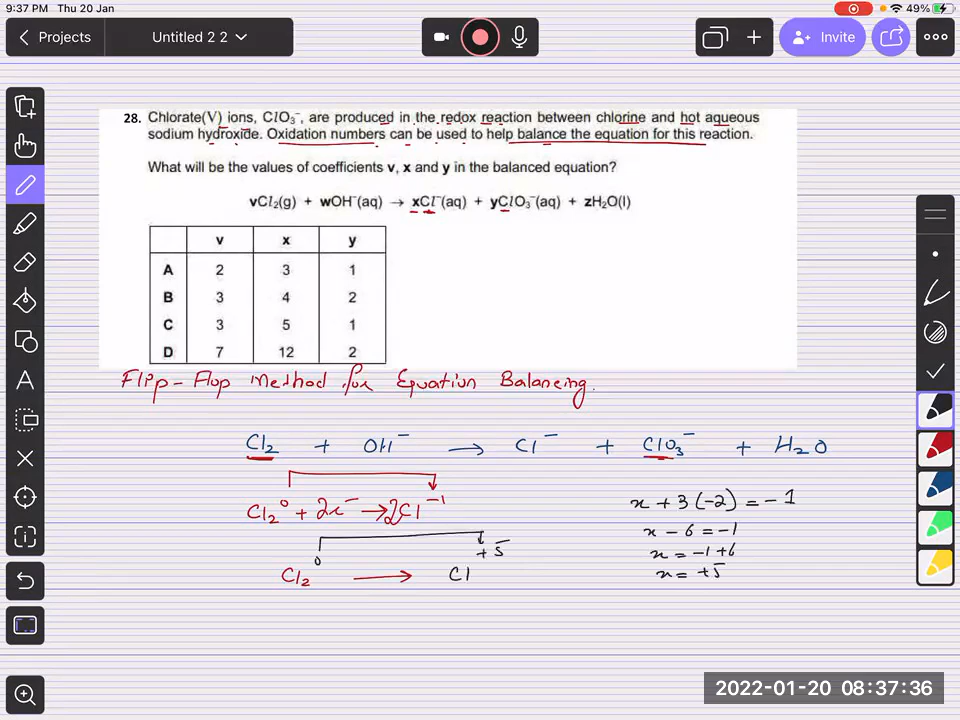 9:37 PM Thu 20 Jan
49%
Projects
Untitled 2 2
Invite
28. Chlorate(V) ions, ClO₃⁻, are produced in the redox reaction between chlorine and hot aqueous
sodium hydroxide. Oxidation numbers can be used to help balance the equation for this reaction.
What will be the values of coefficients v, x and y in the balanced equation?
vCl₂(g) + wOH⁻(aq) → xCl⁻(aq) + yClO₃⁻(aq) + zH₂O(l)
v x y
A 2 3 1
B 3 4 2
C 3 5 1
D 7 12 2
Flip-Flop Method for Equation Balancing.
Cl₂ + OH⁻ → Cl⁻ + ClO₃⁻ + H₂O
Cl₂⁰ + 2e⁻ → 2Cl⁻¹
x + 3(-2) = -1
x - 6 = -1
x = -1+6
x = +5
0 +5
Cl₂ → Cl
A
2022-01-20 08:37:36